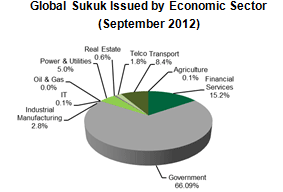 Global Sukuk Issued by Economic Sector
(September 2012)
Real Estate
0.6%
Telco
1.8%
Transport
8.4%
Power & Utilities
5.0%
Agriculture
0.1%
Oil & Gas
0.0%
Financial
Services
15.2%
IT
0.1%
Industrial
Manufacturing
2.8%
Government
66.09%